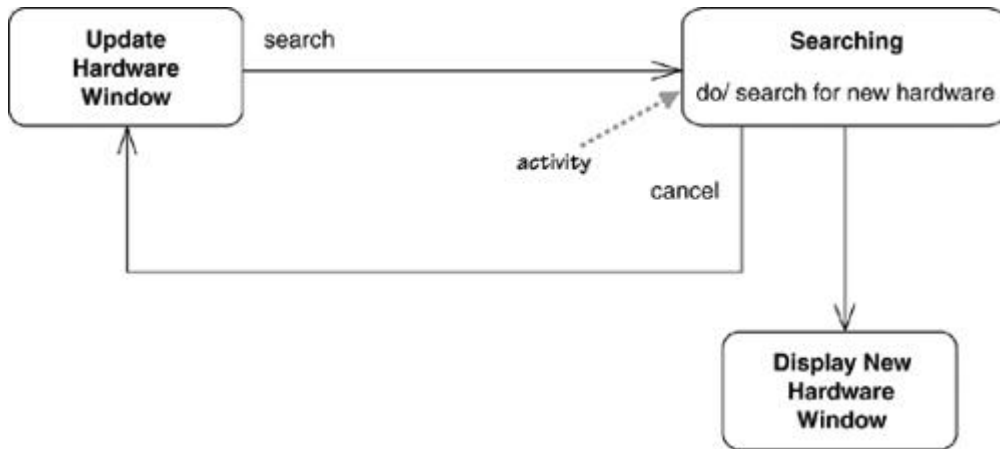 Update
Hardware
Window
search
Searching
do/ search for new hardware
activity
cancel
Display New
Hardware
Window